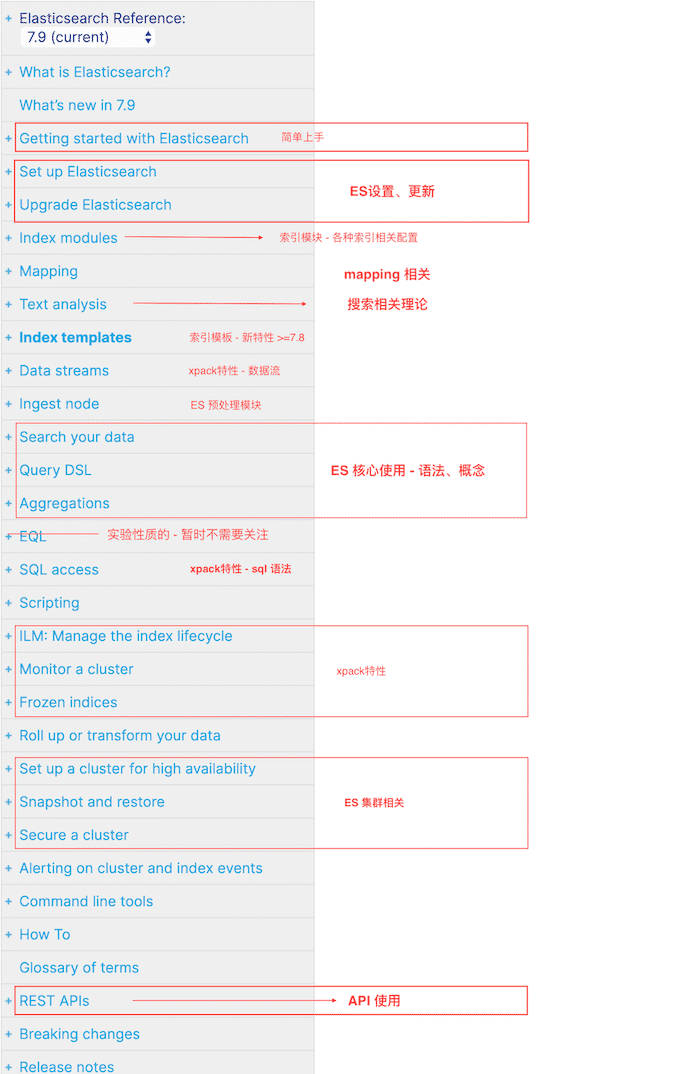 Elasticsearch Reference:
7.9 (current)
What is Elasticsearch?
What's new in 7.9
Getting started with Elasticsearch 简单上手
Set up Elasticsearch
ES设置、更新
Upgrade Elasticsearch
Index modules 索引模块 - 各种索引相关配置
Mapping mapping 相关
Text analysis 搜索相关理论
Index templates 索引模板 - 新特性 >=7.8
Data streams xpack特性 - 数据流
Ingest node ES 预处理模块
Search your data
Query DSL ES 核心使用 - 语法、概念
Aggregations
EQL 实验性质的 - 暂时不需要关注
SQL access xpack特性 - sql 语法
Scripting
ILM: Manage the index lifecycle
Monitor a cluster xpack特性
Frozen indices
Roll up or transform your data
Set up a cluster for high availability
Snapshot and restore ES 集群相关
Secure a cluster
Alerting on cluster and index events
Command line tools
How To
Glossary of terms
REST APIs API 使用
Breaking changes
Release notes